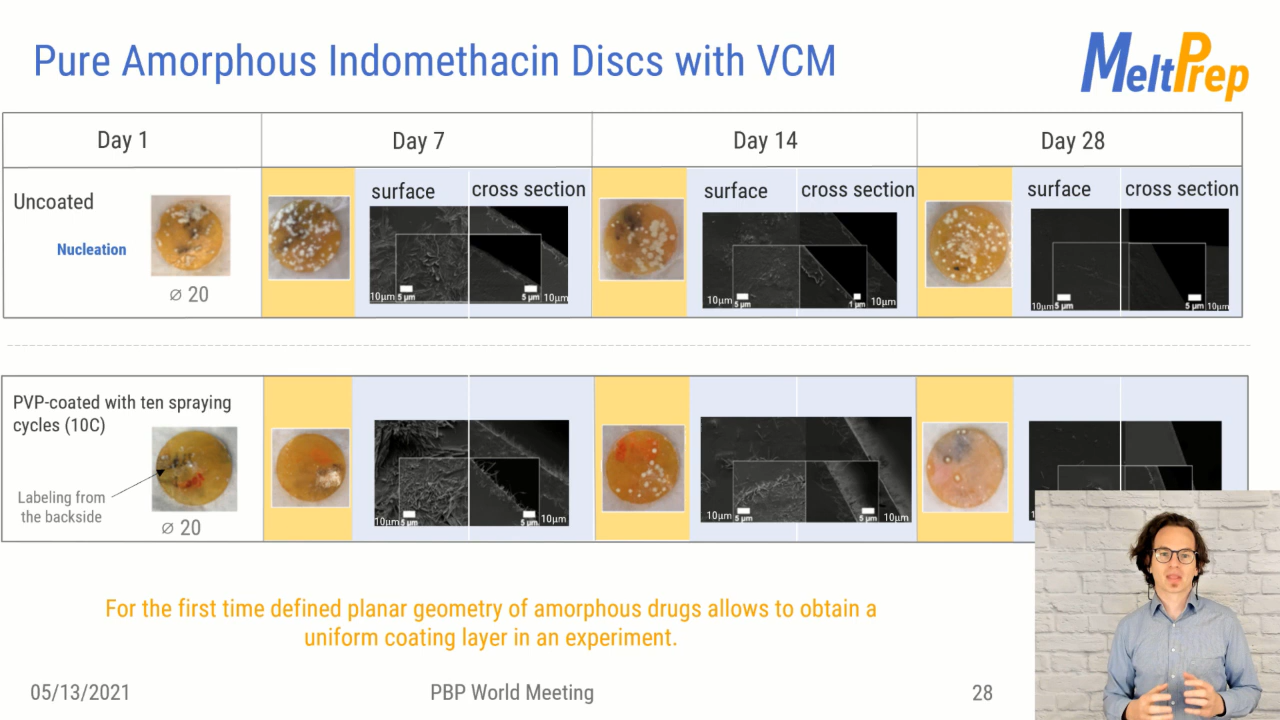 Pure Amorphous Indomethacin Discs with VCM
MeltPrep
Day 1
Day 7
Day 14
Day 28
Uncoated
Nucleation
⌀ 20
surface
cross section
10µm
5 µm
5 µm
10µm
surface
cross section
10µm
5 µm
1 µm
10µm
surface
cross section
10µm
5 µm
5 µm
10µm
PVP-coated with ten spraying
cycles (10C)
Labeling from
the backside
⌀ 20
10µm
5 µm
5 µm
10µm
10µm
5 µm
5 µm
10µm
For the first time defined planar geometry of amorphous drugs allows to obtain a
uniform coating layer in an experiment.
05/13/2021
PBP World Meeting
28